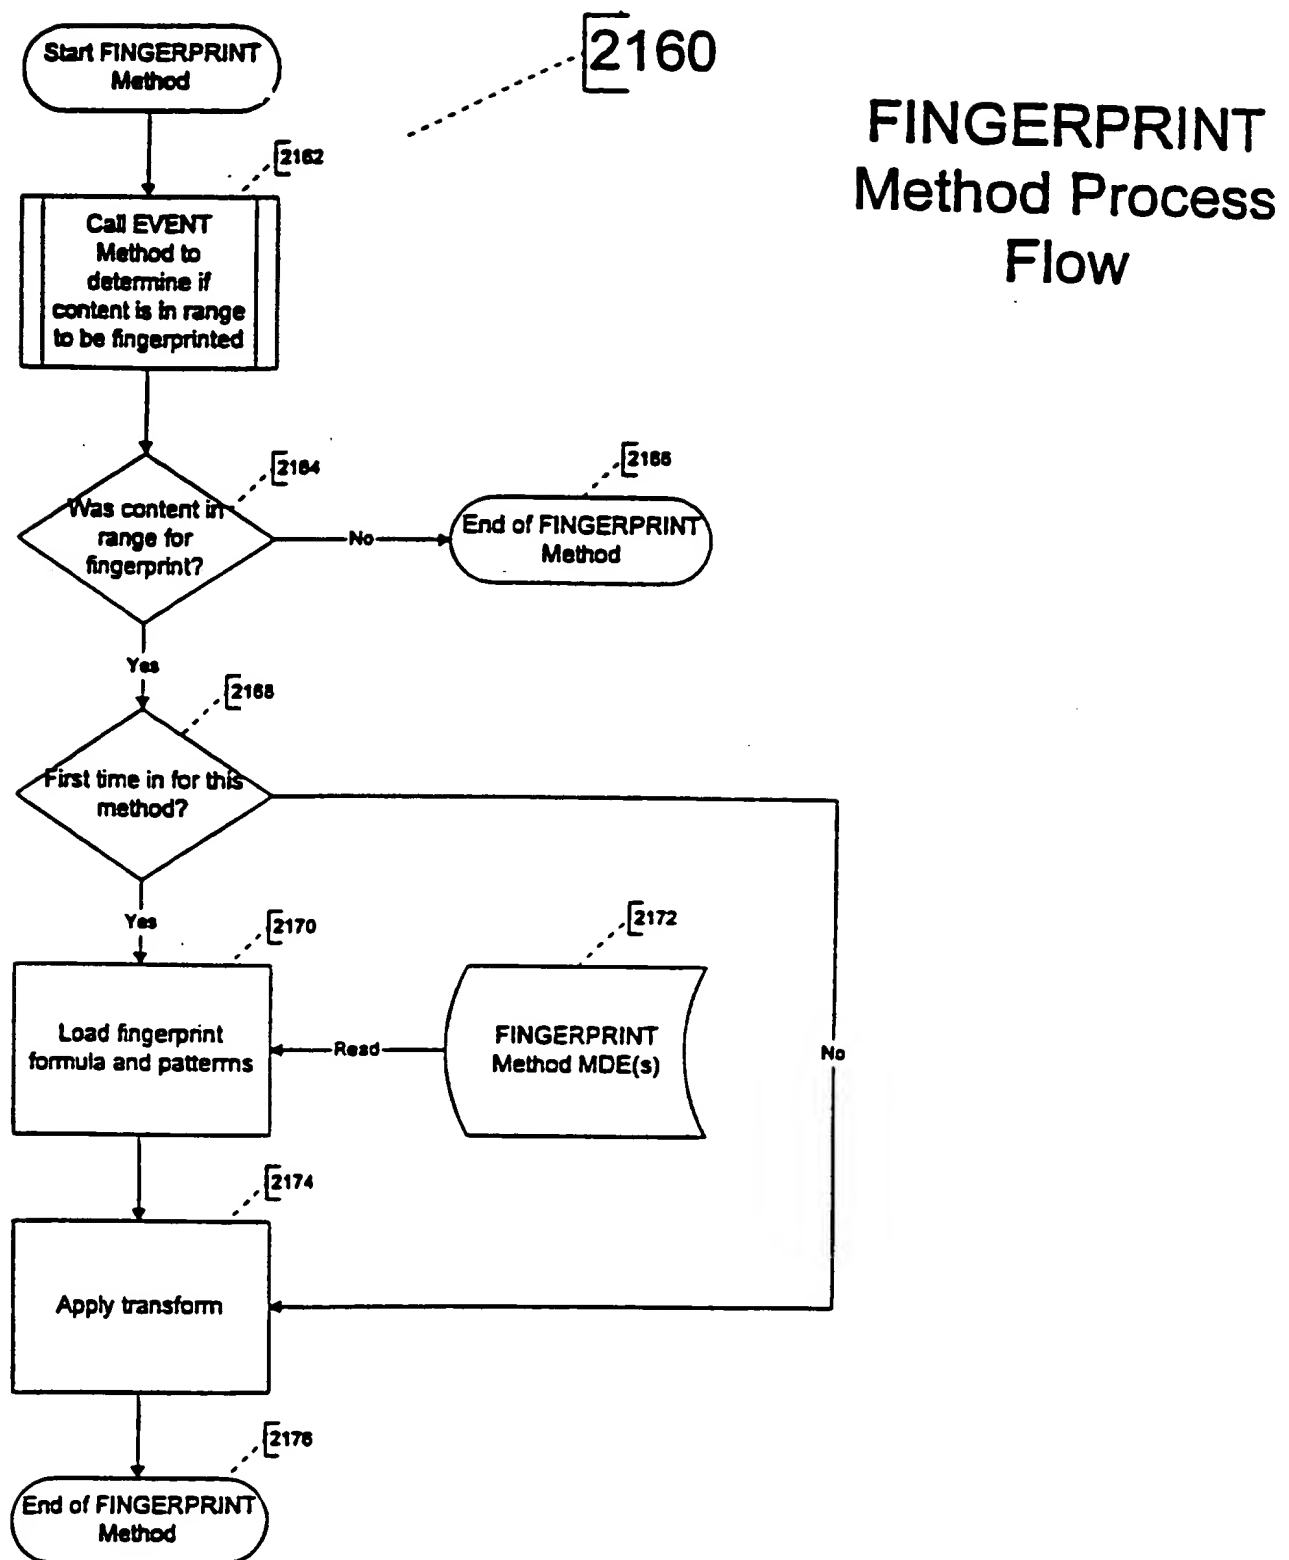 Start FINGERPRINT
Method
2160
FINGERPRINT
Method Process
Flow
2162
Call EVENT
Method to
determine if
content is in range
to be fingerprinted
2164
Was content in
range for
fingerprint?
No
2166
End of FINGERPRINT
Method
Yes
2168
First time in for this
method?
Yes
2170
Load fingerprint
formula and patterns
Read
2172
FINGERPRINT
Method MDE(s)
No
2174
Apply transform
2176
End of FINGERPRINT
Method